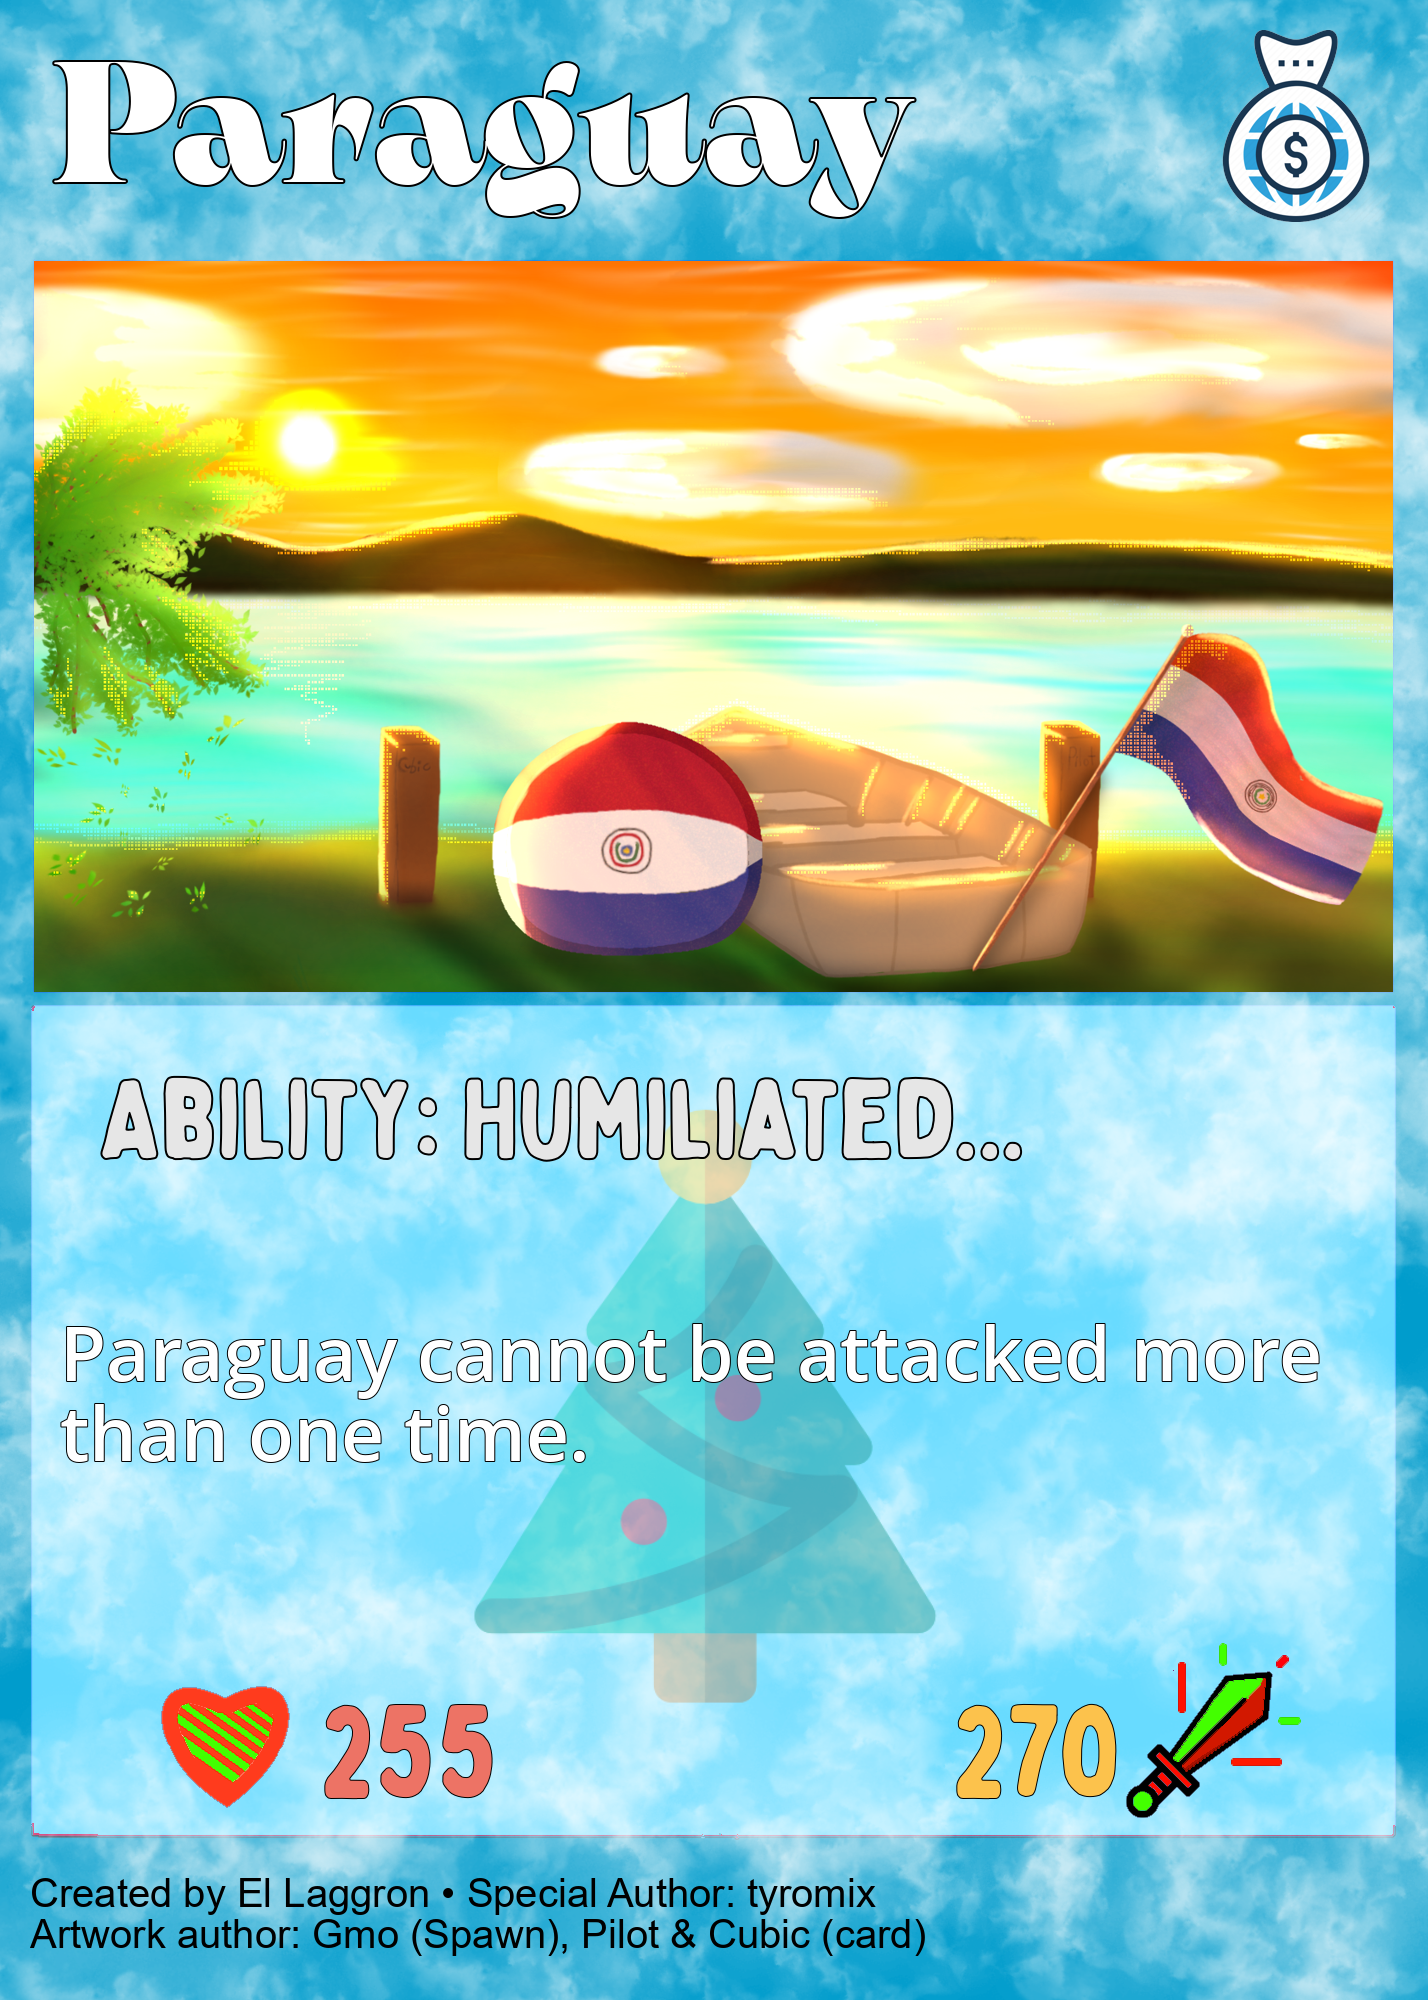 Paraguay
$
Cubic
ABILITY: HUMILIATED...
Paraguay cannot be attacked more
than one time.
255
270
Created by El Laggron • Special Author: tyromix
Artwork author: Gmo (Spawn), Pilot & Cubic (card)